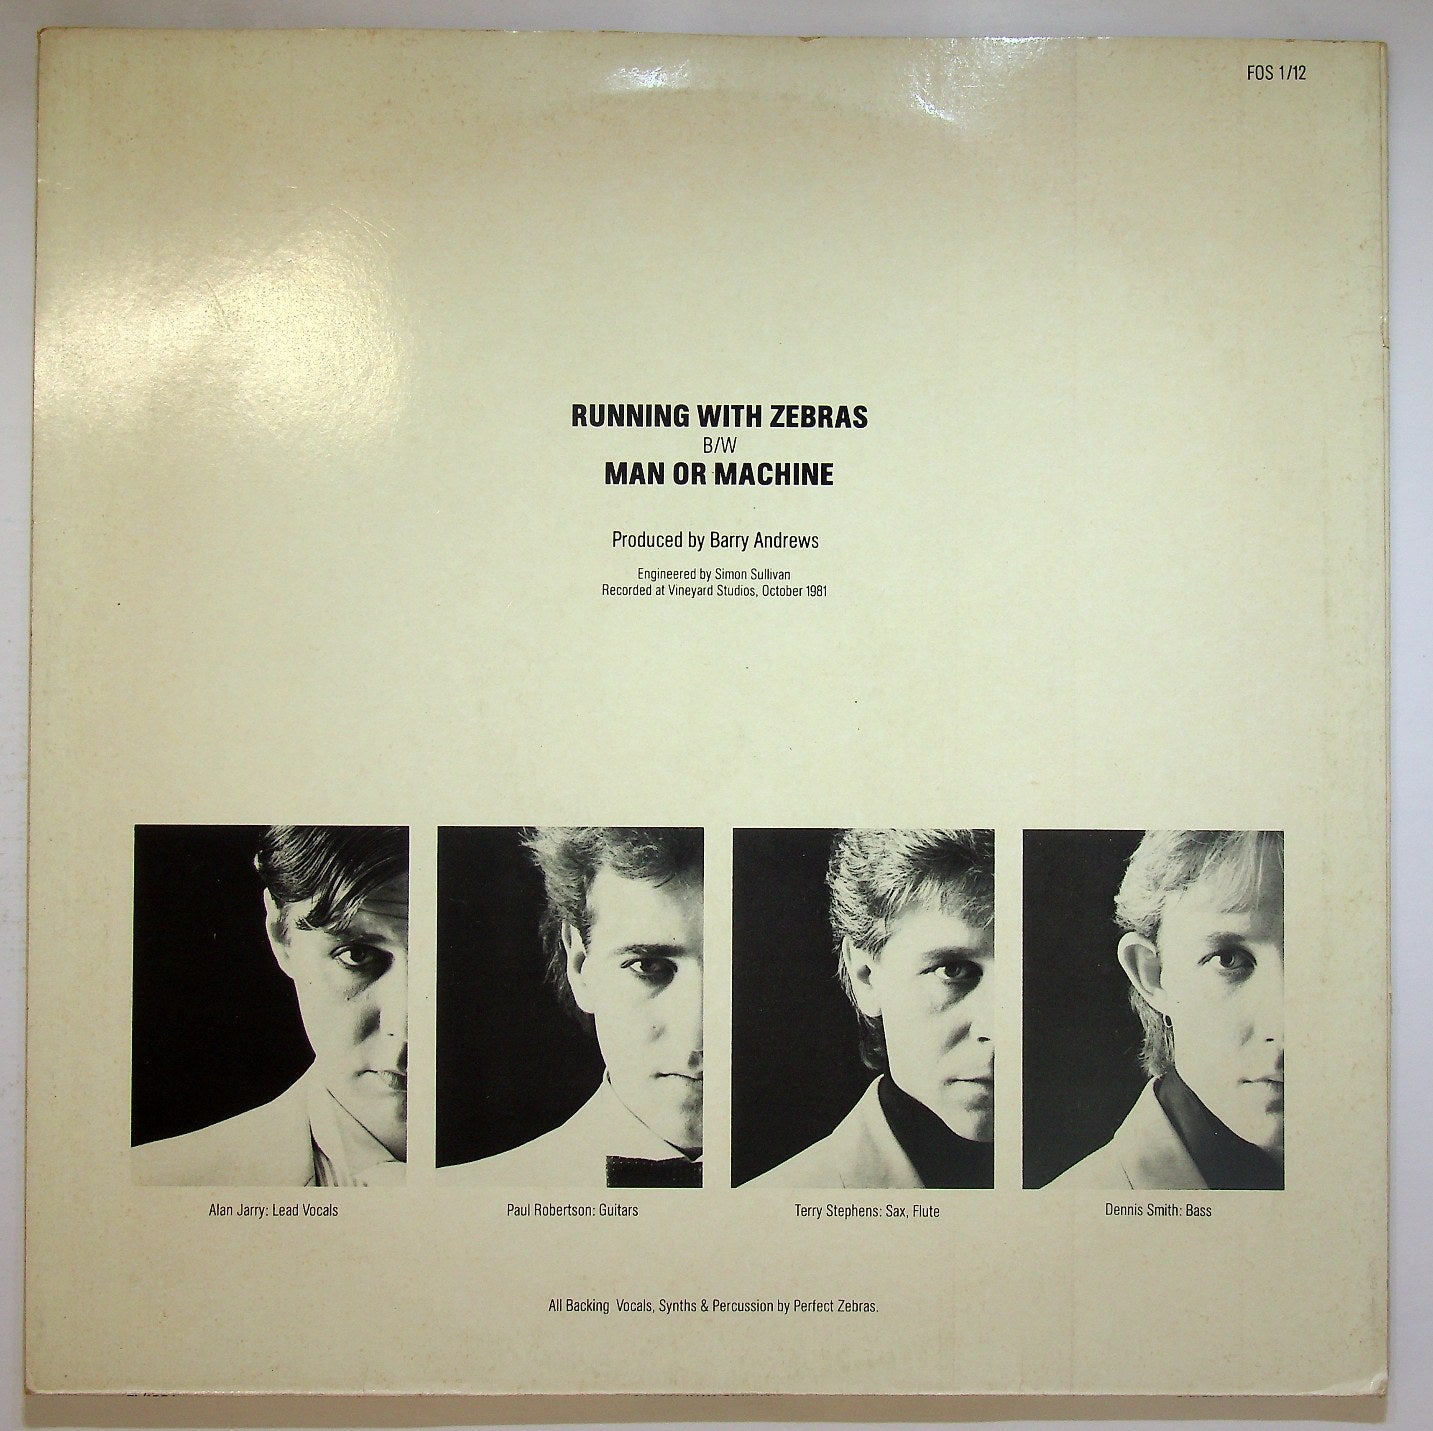 FOS 1/12
RUNNING WITH ZEBRAS
B/W
MAN OR MACHINE
Produced by Barry Andrews
Engineered by Simon Sullivan
Recorded at Vineyard Studios, October 1981
Alan Jarry: Lead Vocals
Paul Robertson: Guitars
Terry Stephens: Sax, Flute
Dennis Smith: Bass
All Backing Vocals, Synths & Percussion by Perfect Zebras.